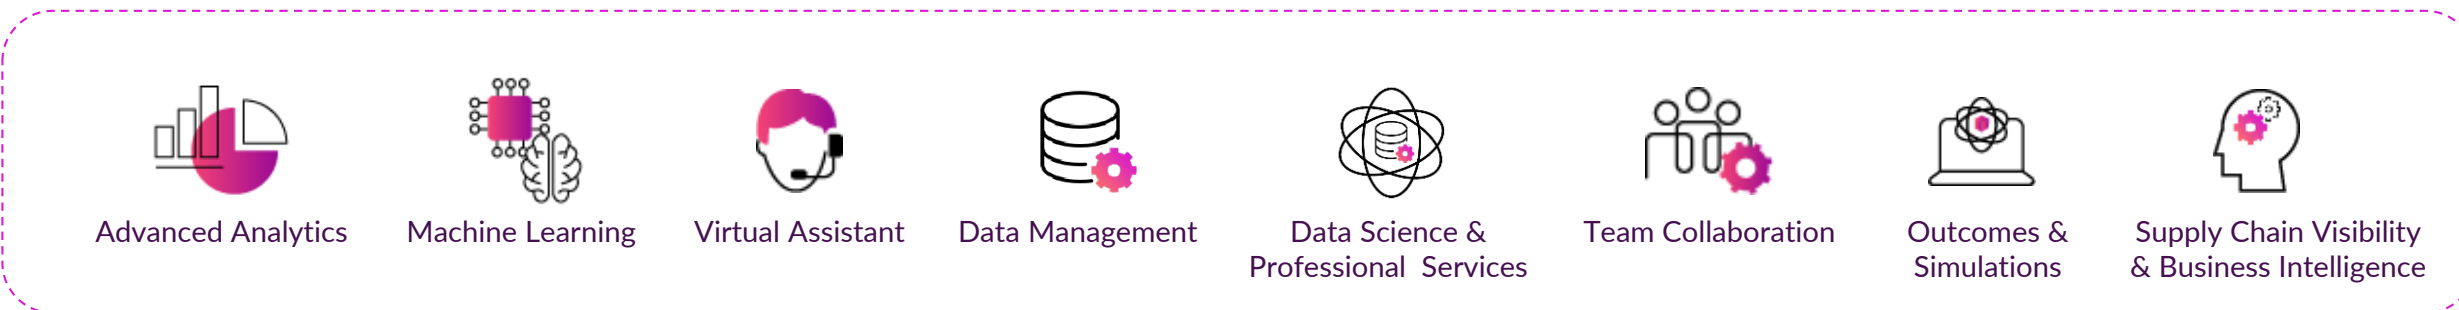 Advanced Analytics
Machine Learning
Virtual Assistant
Data Management
Data Science &
Professional  Services
Team Collaboration
Outcomes &
Simulations
Supply Chain Visibility
& Business Intelligence